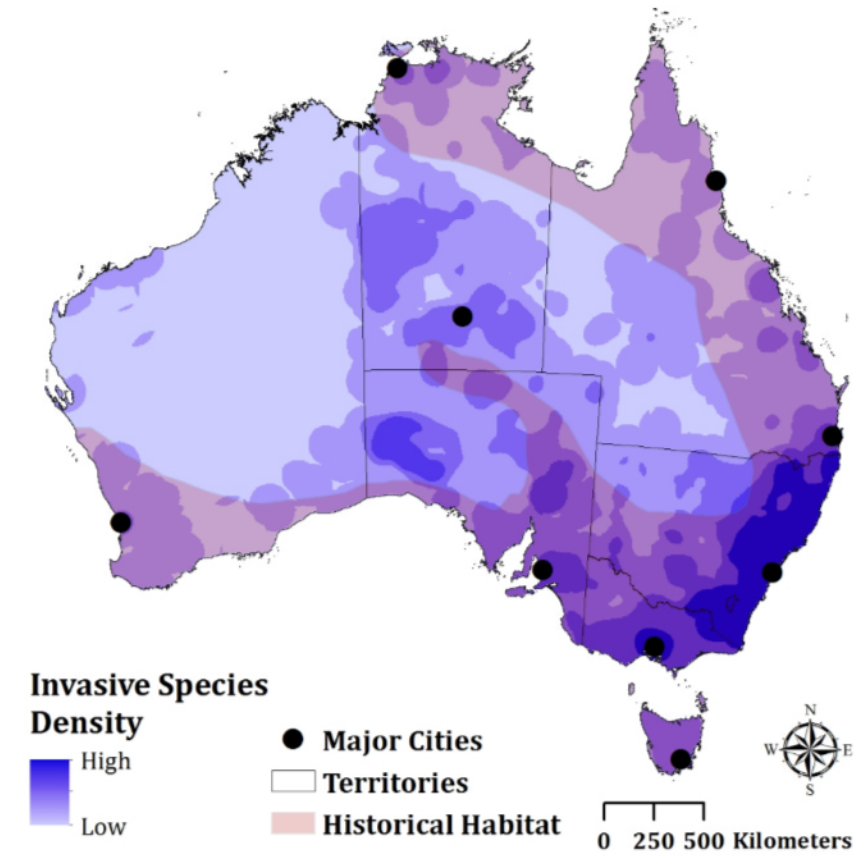 Invasive Species
Density
High
Low
Major Cities
Territories
Historical Habitat
N
W E
S
0 250 500 Kilometers